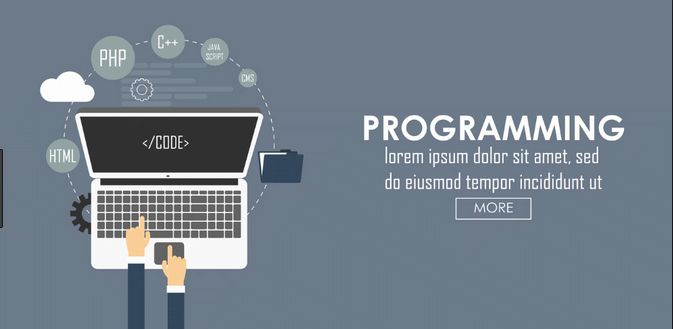 PHP
C++
JAVA
SCRIPT
CMS
HTML
</CODE>
PROGRAMMING
lorem ipsum dolor sit amet, sed
do eiusmod tempor incididunt ut
MORE